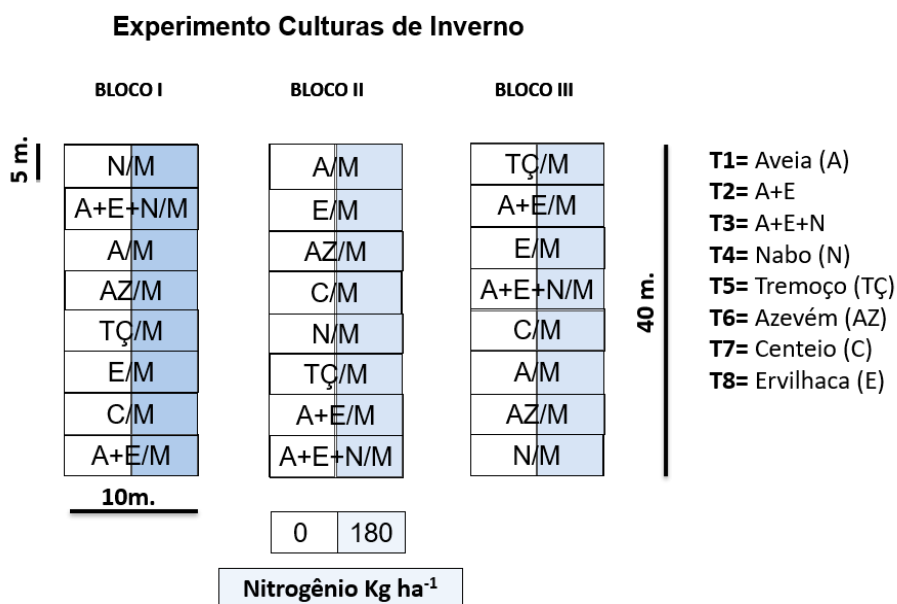 Experimento Culturas de Inverno
BLOCO I
BLOCO II
BLOCO III
5 m.
N/M
A+E+N/M
A/M
AZ/M
TÇ/M
E/M
C/M
A+E/M
10m.
A/M
E/M
AZ/M
C/M
N/M
TÇ/M
A+E/M
A+E+N/M
TÇ/M
A+E/M
E/M
A+E+N/M
C/M
A/M
AZ/M
N/M
40 m.
T1= Aveia (A)
T2= A+E
T3= A+E+N
T4= Nabo (N)
T5= Tremoço (TÇ)
T6= Azevém (AZ)
T7= Centeio (C)
T8= Ervilhaca (E)
0 180
Nitrogênio Kg ha⁻¹